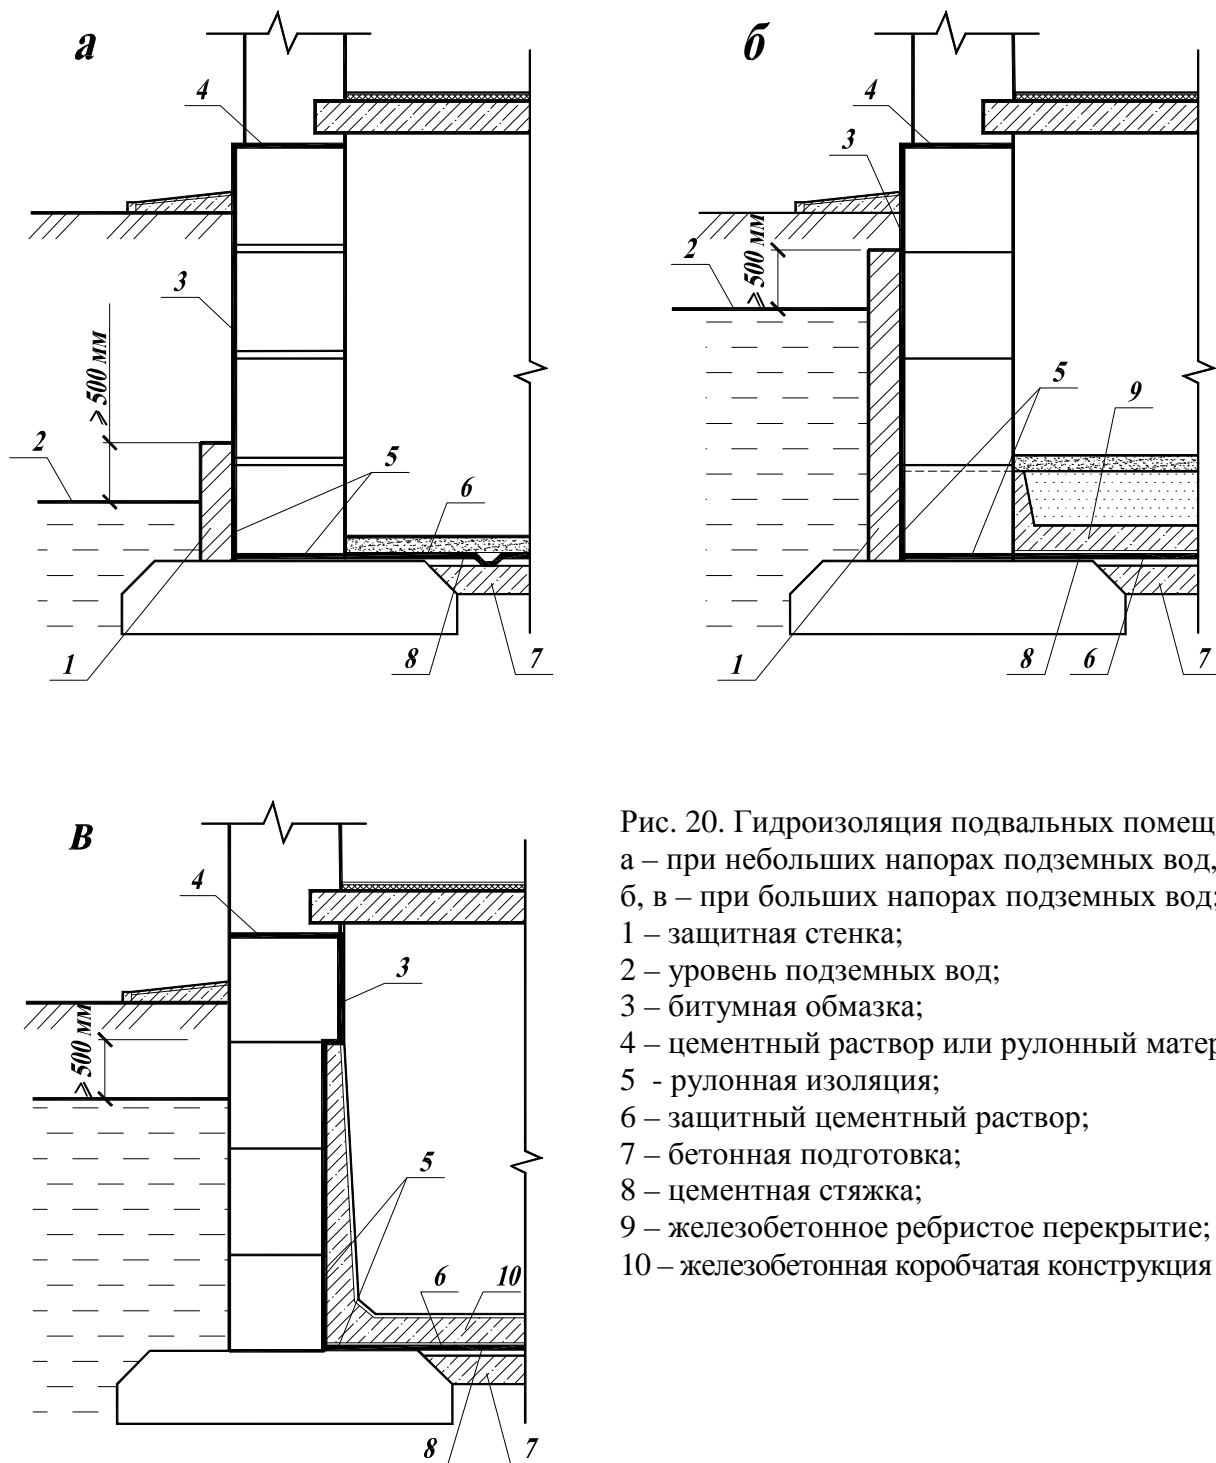 а
б
4
3
2
≥ 500 мм
5
6
1
8
7
4
3
2
≥ 500 мм
5
9
1
8
6
7
в
4
3
≥ 500 мм
5
6
10
8
7
Рис. 20. Гидроизоляция подвальных
а – при небольших напорах подземных вод,
б, в – при больших напорах подземных вод;
1 – защитная стенка;
2 – уровень подземных вод;
3 – битумная обмазка;
4 – цементный раствор или рулонный
5 - рулонная изоляция;
6 – защитный цементный раствор;
7 – бетонная подготовка;
8 – цементная стяжка;
9 – железобетонное ребристое перекрытие;
10 – железобетонная коробчатая конструкция